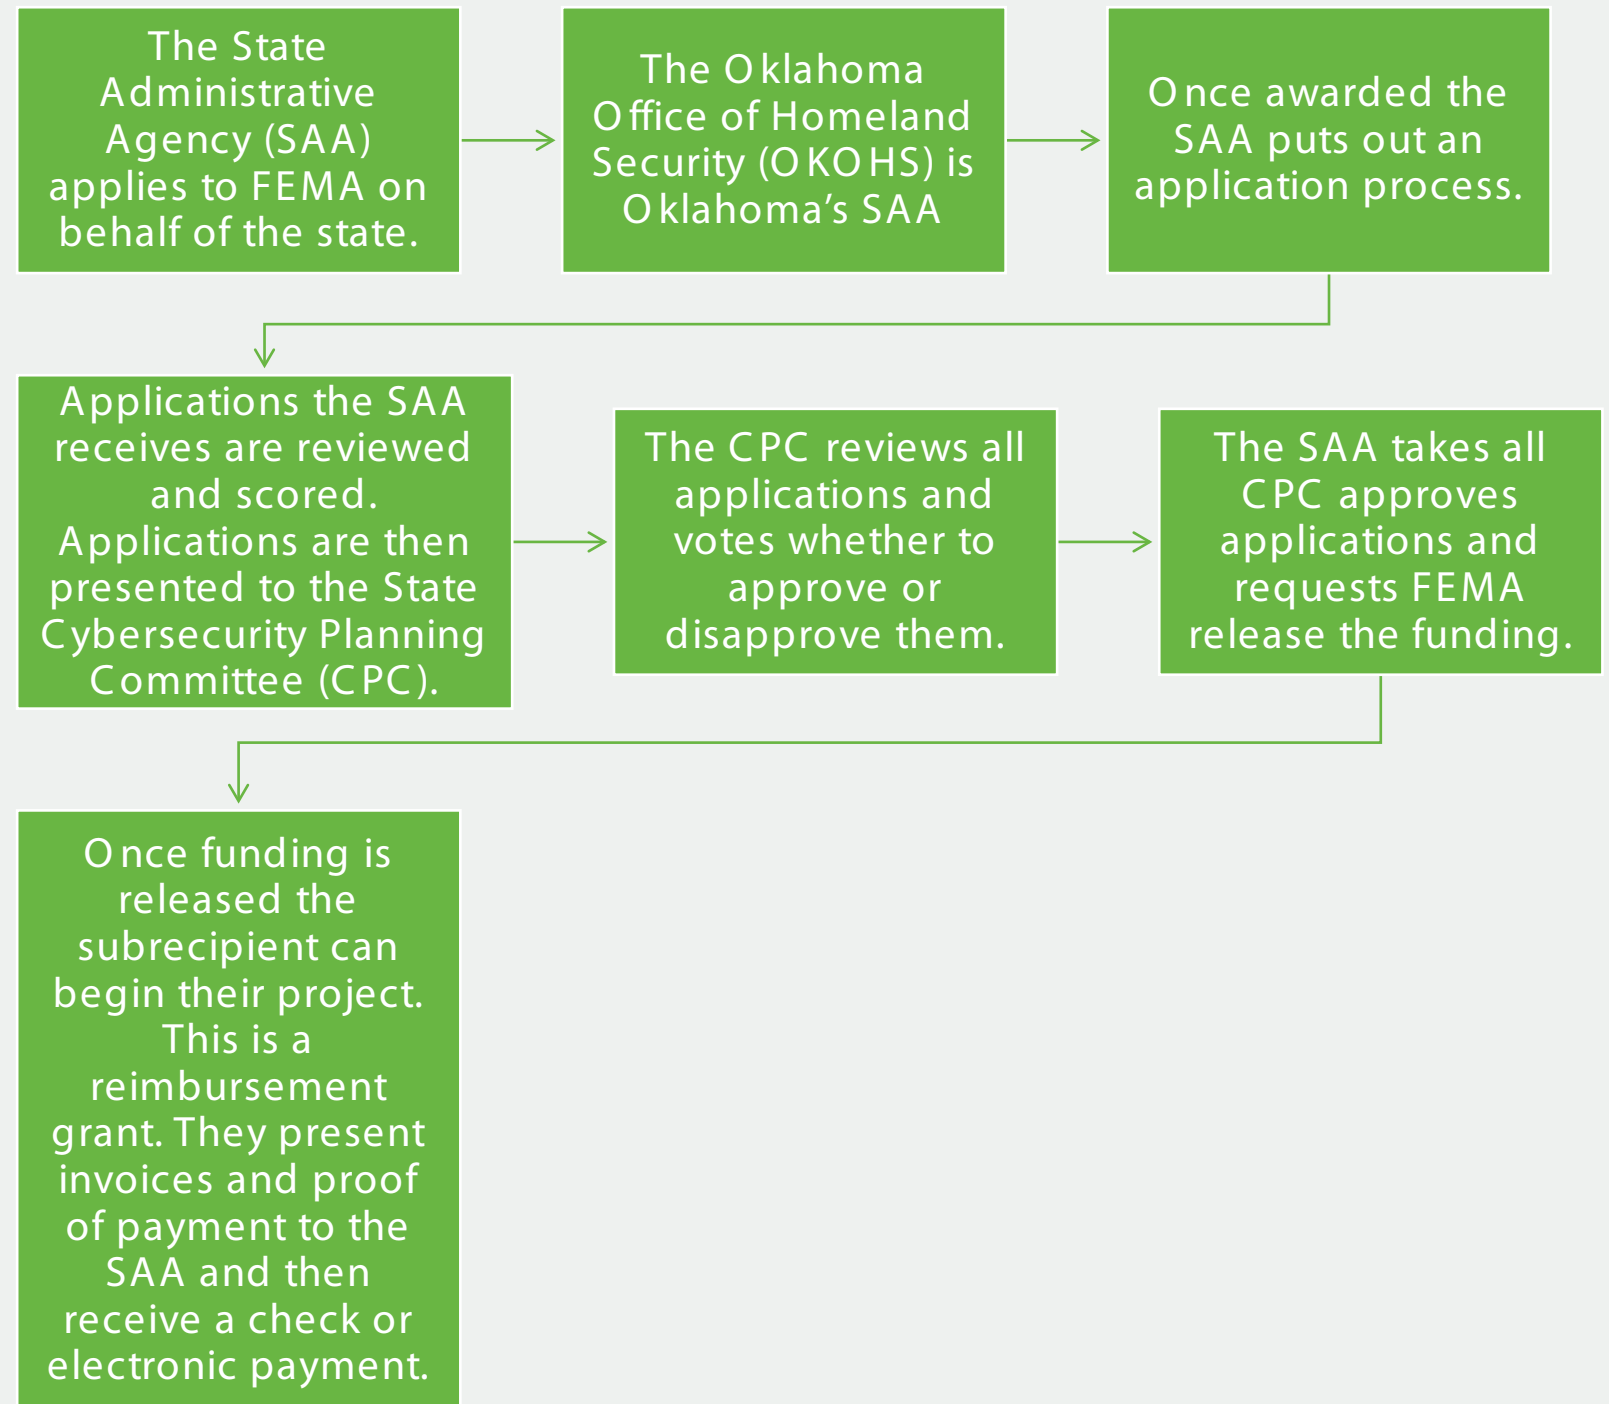 The State
Administrative
Agency (SAA)
applies to FEMA on
behalf of the state.
The Oklahoma
Office of Homeland
Security (OKOHS) is
Oklahoma’s SAA
Once awarded the
SAA puts out an
application process.
Applications the SAA
receives are reviewed
and scored.
Applications are then
presented to the State
Cybersecurity Planning
Committee (CPC).
The CPC reviews all
applications and
votes whether to
approve or
disapprove them.
The SAA takes all
CPC approves
applications and
requests FEMA
release the funding.
Once funding is
released the
subrecipient can
begin their project.
This is a
reimbursement
grant. They present
invoices and proof
of payment to the
SAA and then
receive a check or
electronic payment.